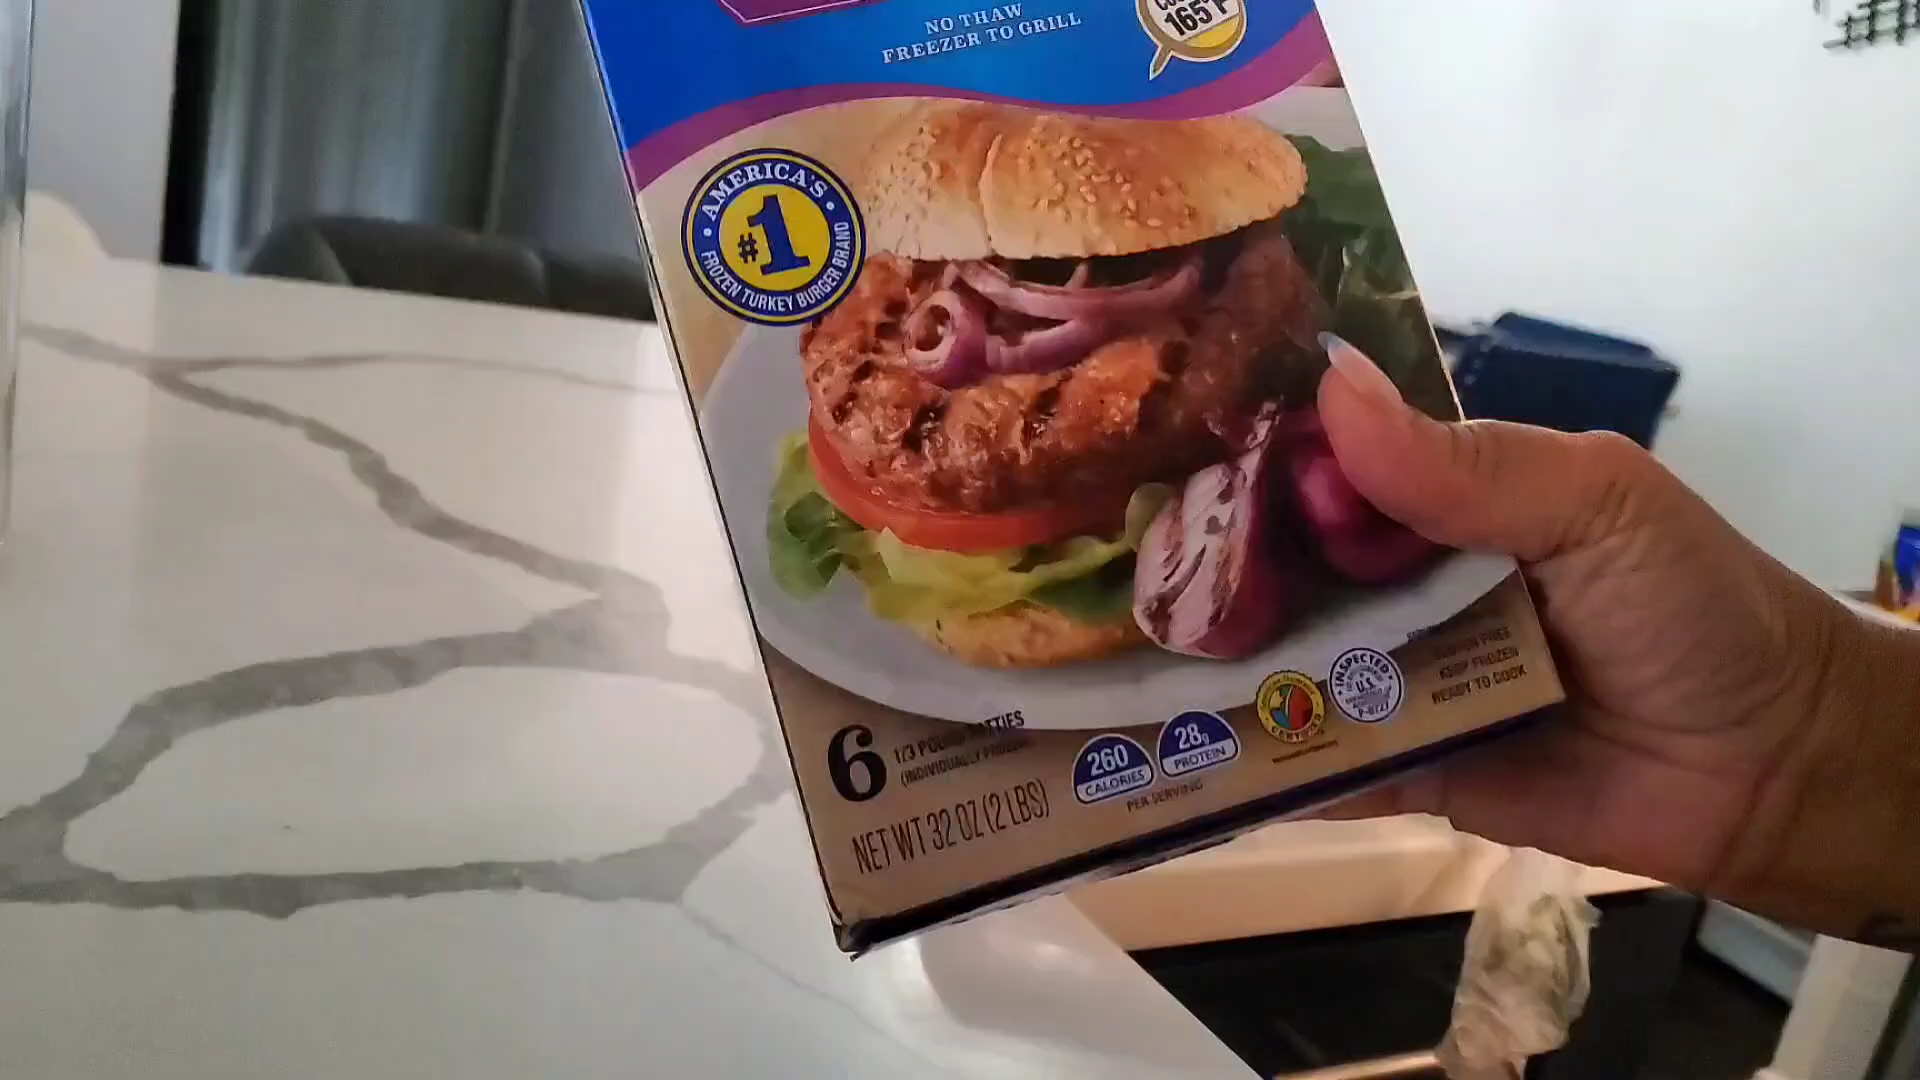 NO THAW
FREEZER TO GRILL
165°F
AMERICA'S
#1
FROZEN TURKEY BURGER BRAND
6
1/3 POUND PATTIES
(INDIVIDUALLY FROZEN)
NET WT 32 OZ (2 LBS)
260
CALORIES
28g
PROTEIN
PER SERVING
CERTIFIED
INSPECTED
U.S.
GLUTEN FREE
KEEP FROZEN
READY TO COOK